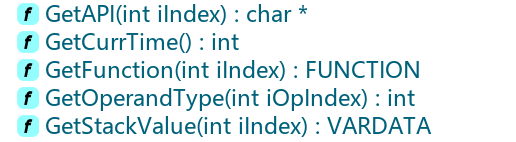 f GetAPI(int iIndex) : char *
f GetCurrTime() : int
f GetFunction(int iIndex) : FUNCTION
f GetOperandType(int iOpIndex) : int
f GetStackValue(int iIndex) : VARDATA